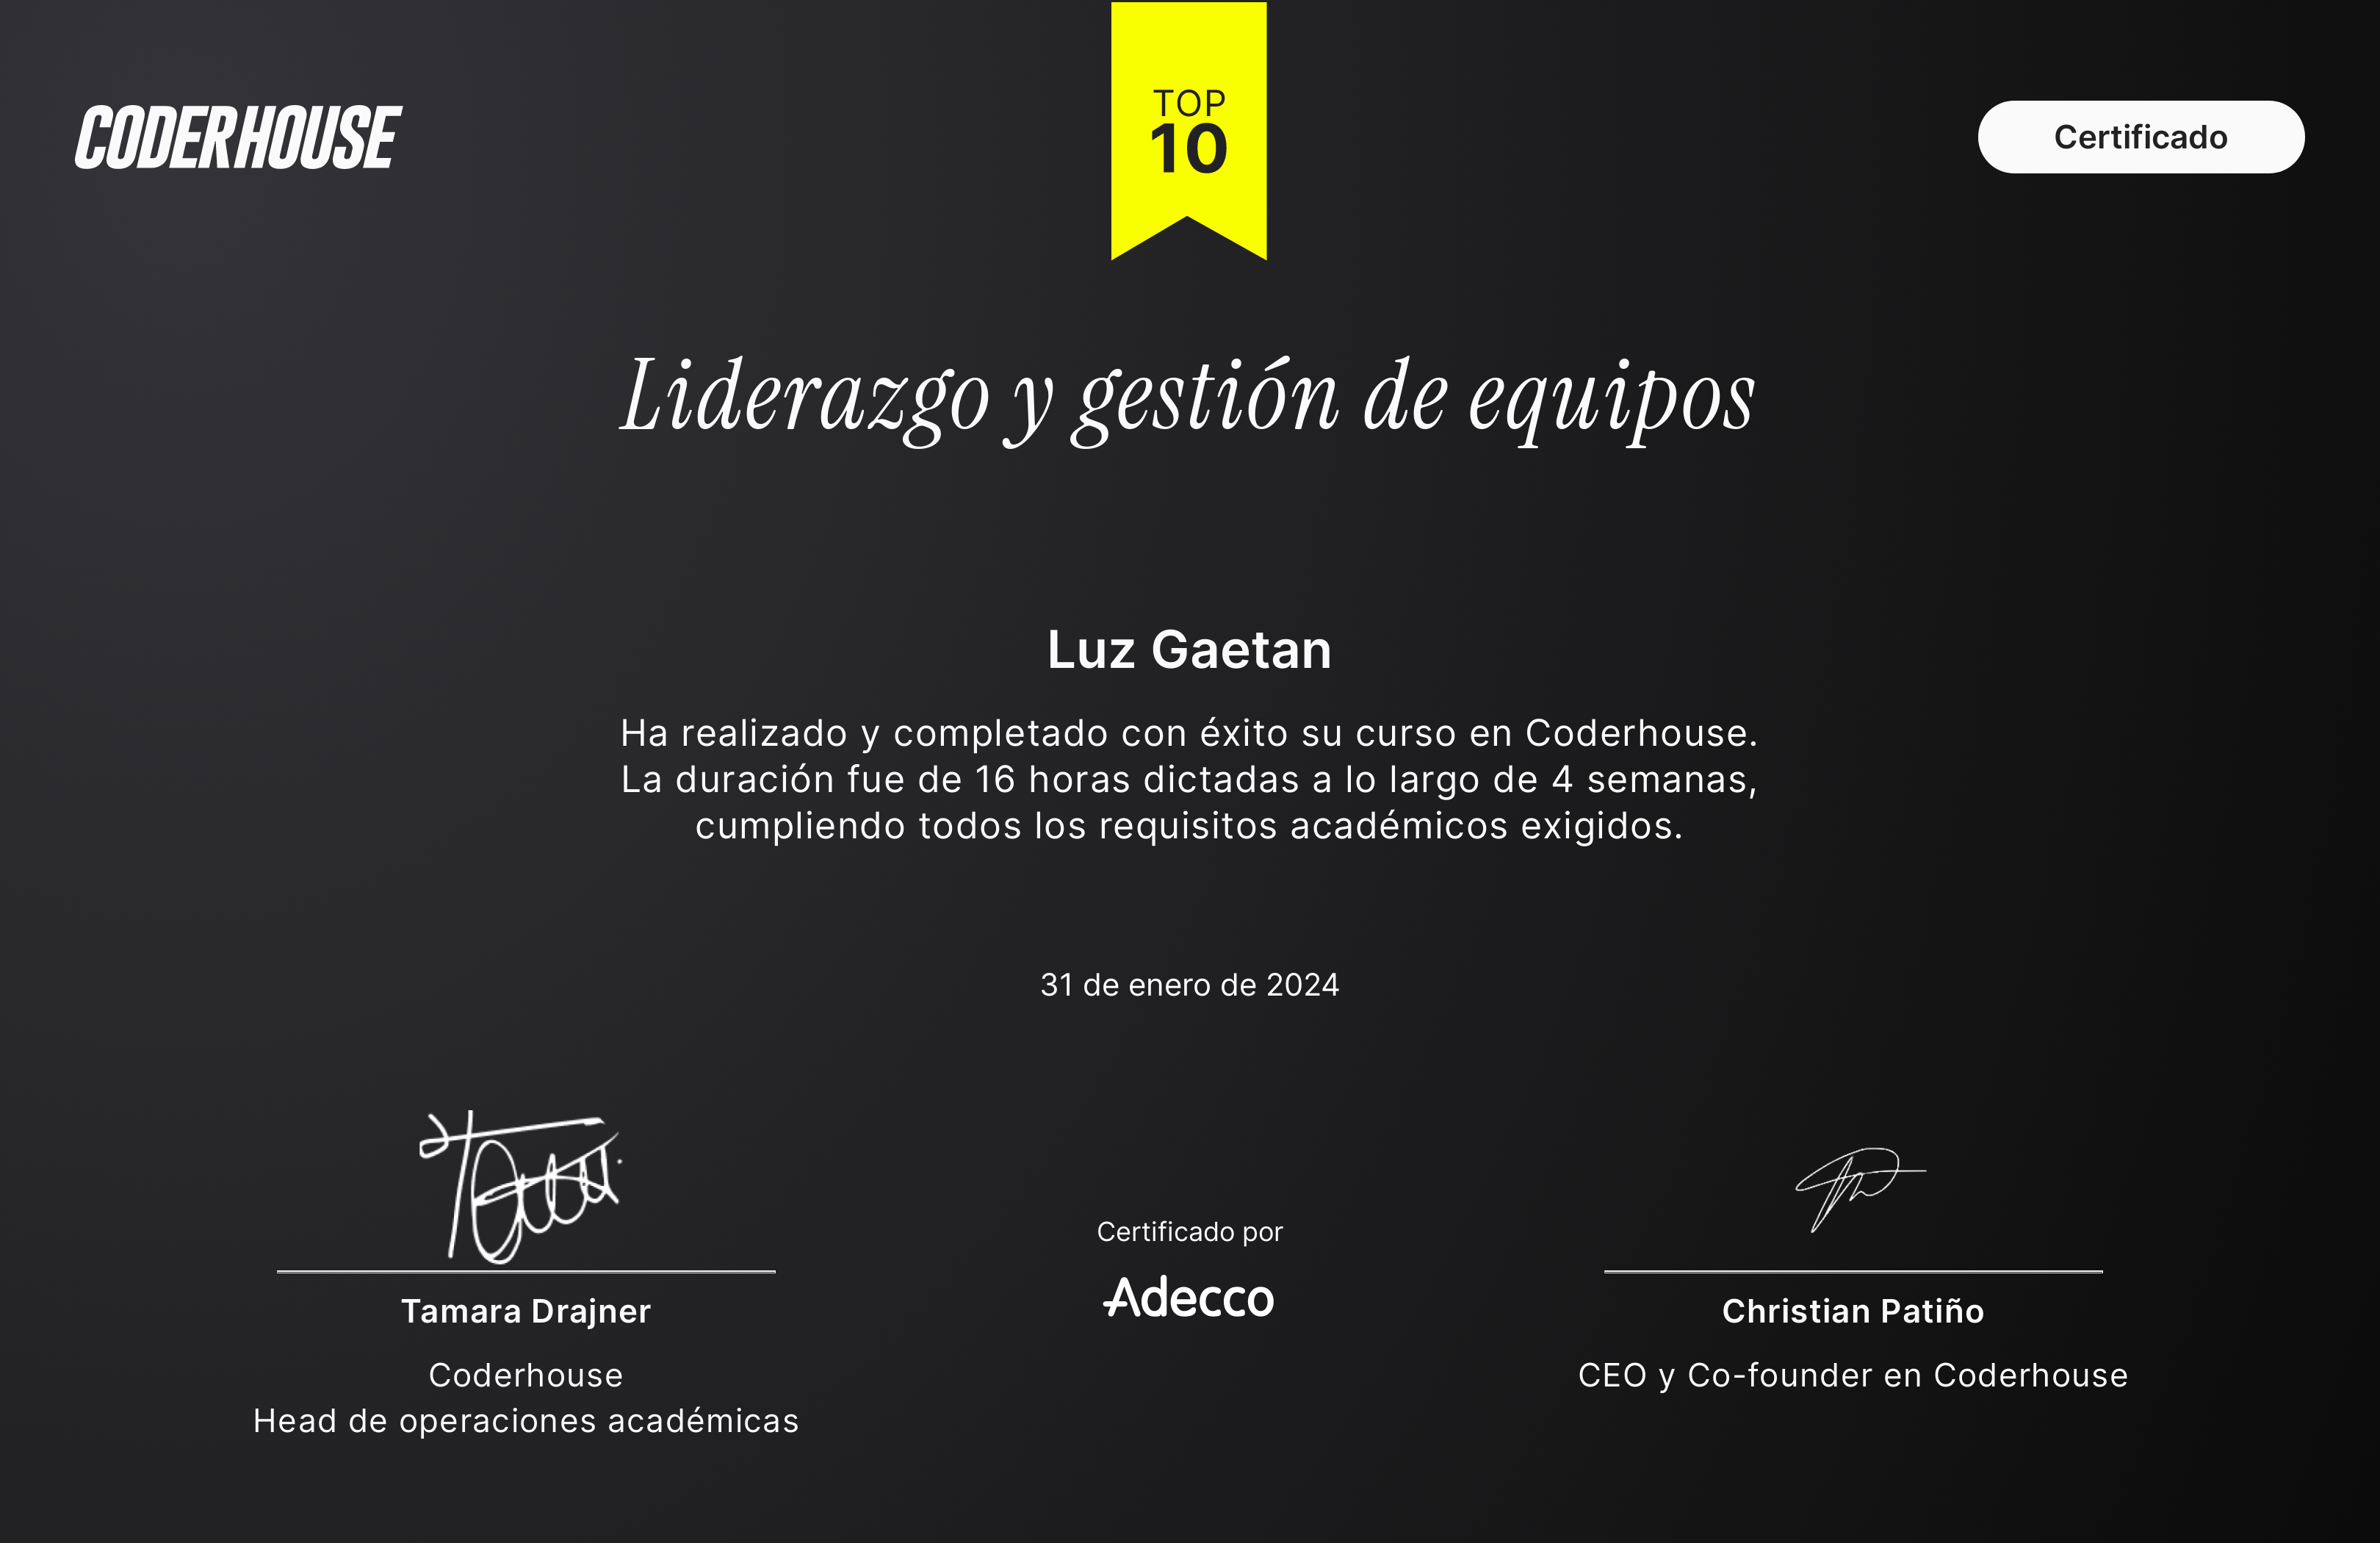 CODERHOUSE
TOP
10
Certificado
Liderazgo y gestión de equipos
Luz Gaetan
Ha realizado y completado con éxito su curso en Coderhouse.
La duración fue de 16 horas dictadas a lo largo de 4 semanas,
cumpliendo todos los requisitos académicos exigidos.
31 de enero de 2024
Tamara Drajner
Coderhouse
Head de operaciones académicas
Certificado por
Adecco
Christian Patiño
CEO y Co-founder en Coderhouse